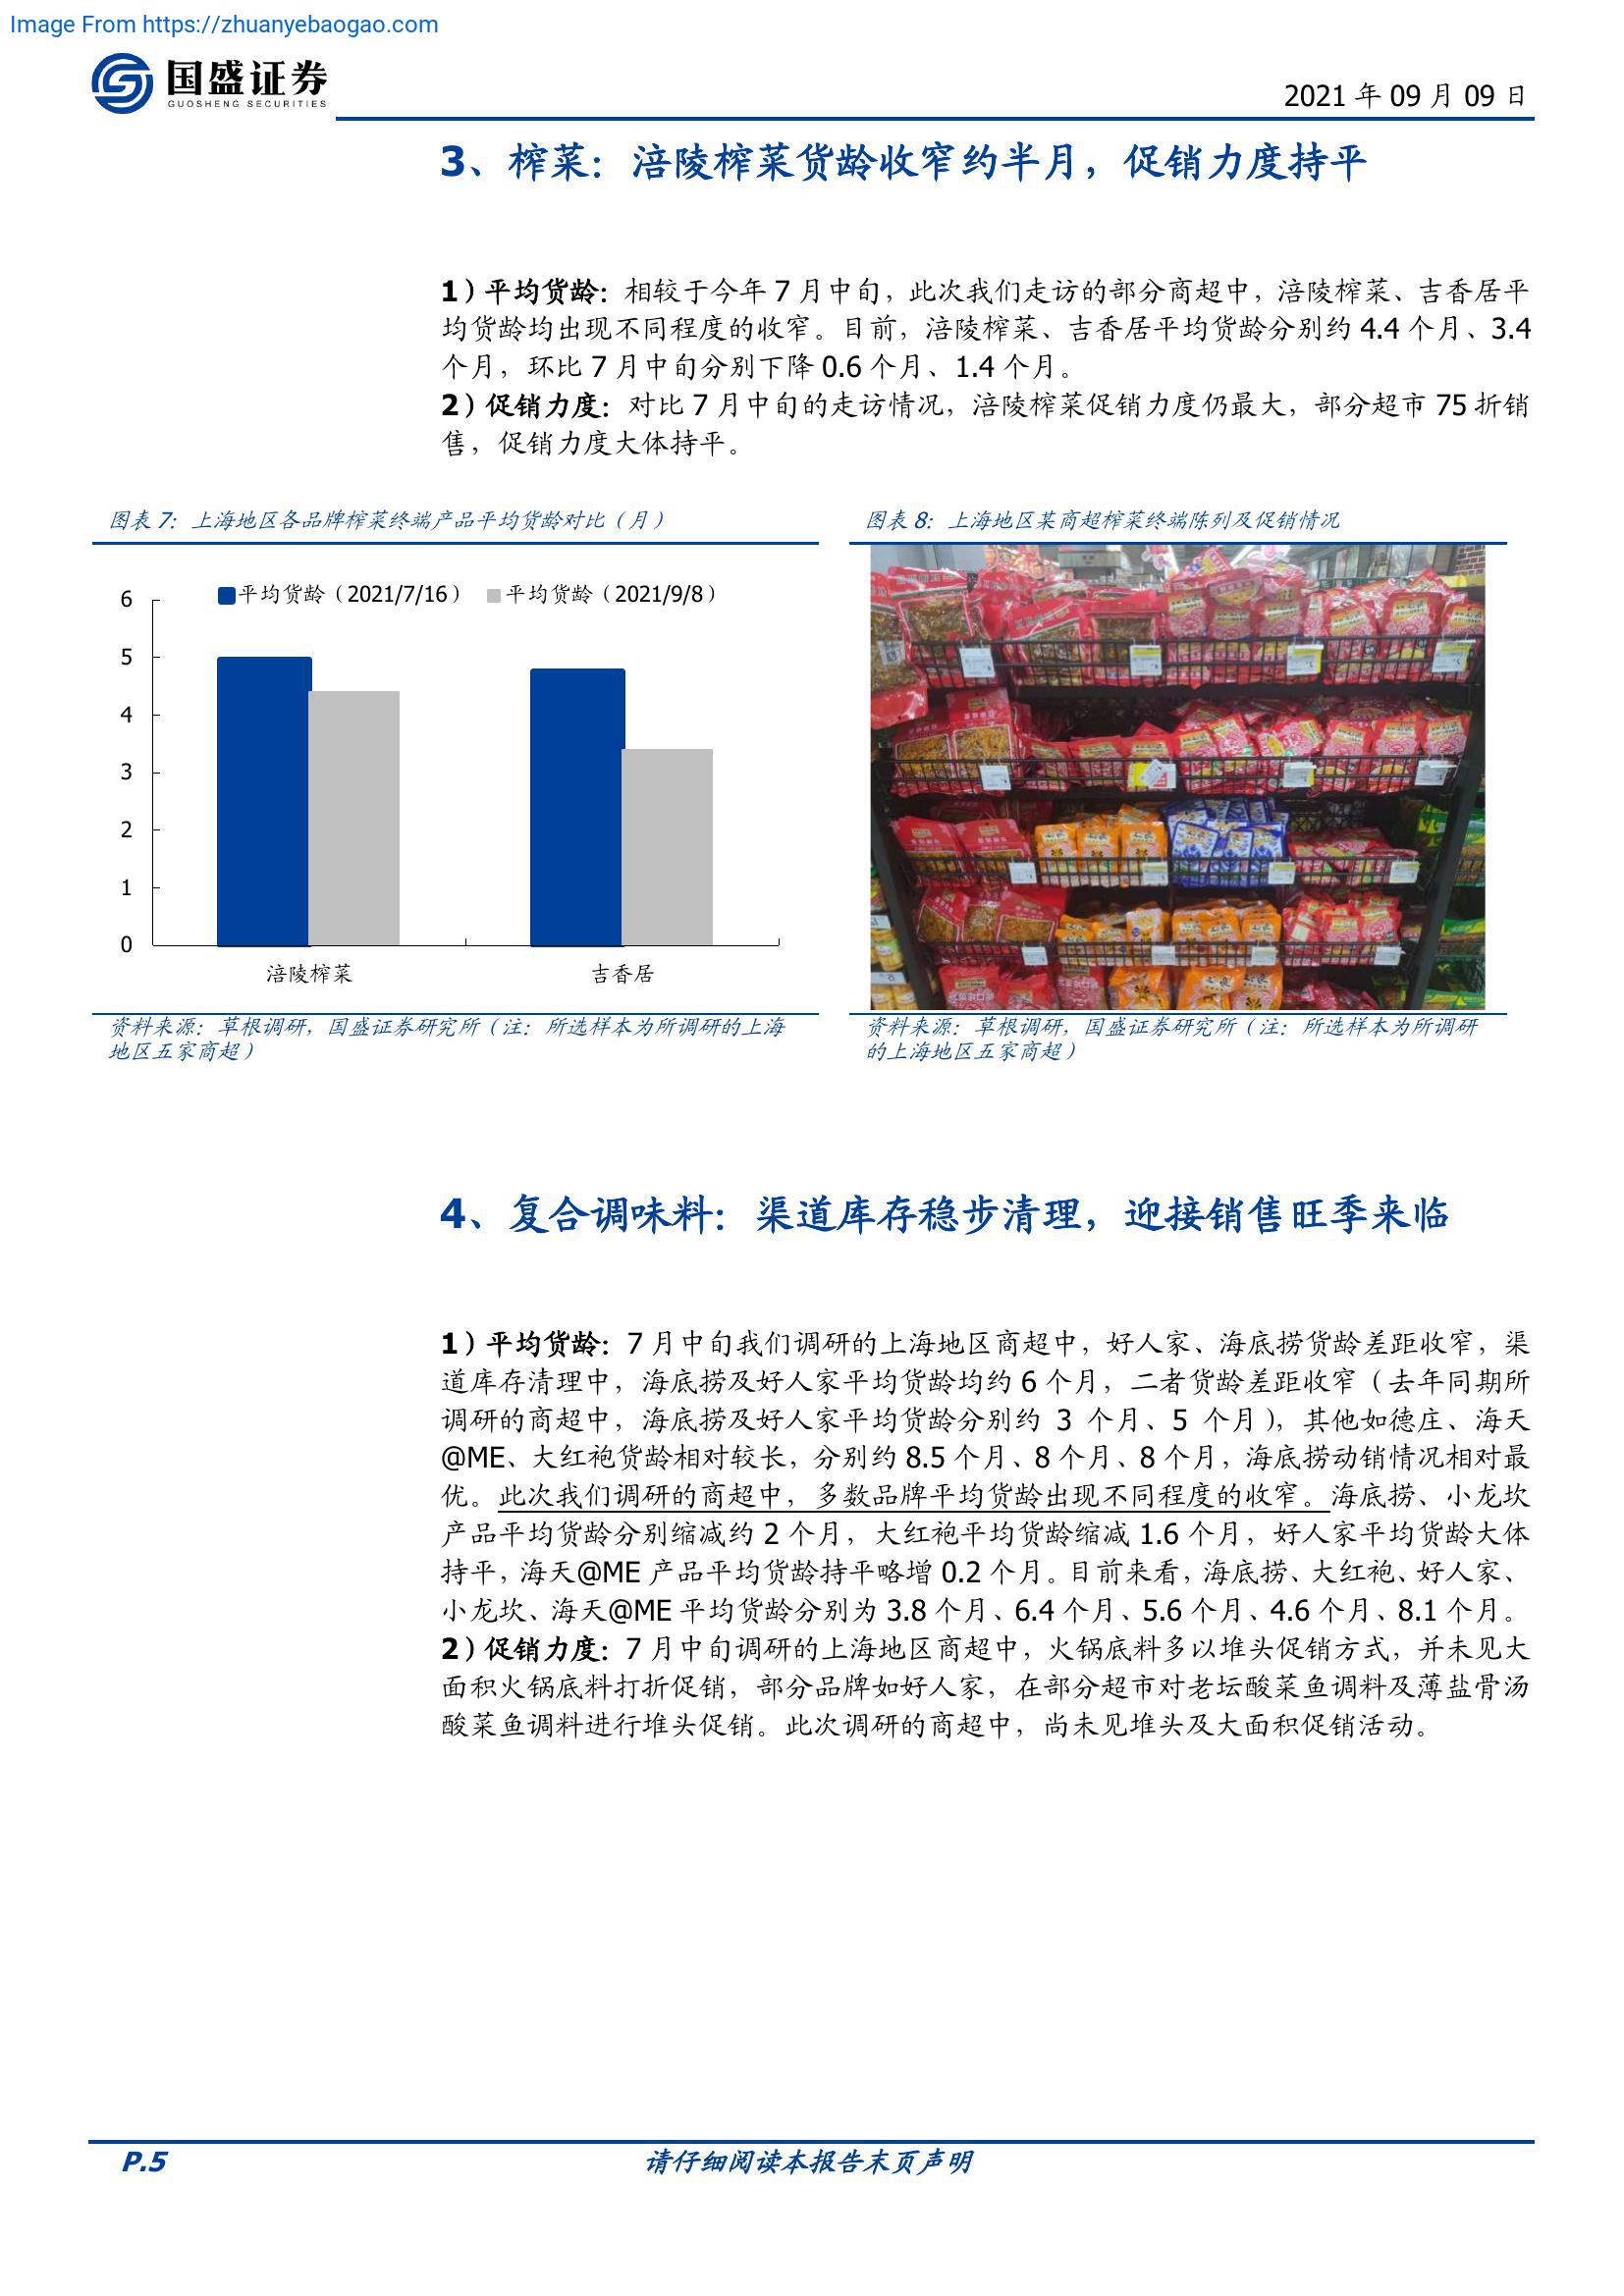 Image From https://zhuanyebaogao.com
国盛证券
GUOSHENG SECURITIES
2021 年 09 月 09 日
3、榨菜：涪陵榨菜货龄收窄约半月，促销力度持平
1）平均货龄：相较于今年 7 月中旬，此次我们走访的部分商超中，涪陵榨菜、吉香居平
均货龄均出现不同程度的收窄。目前，涪陵榨菜、吉香居平均货龄分别约 4.4 个月、3.4
个月，环比 7 月中旬分别下降 0.6 个月、1.4 个月。
2）促销力度：对比 7 月中旬的走访情况，涪陵榨菜促销力度仍最大，部分超市 75 折销
售，促销力度大体持平。
图表 7：上海地区各品牌榨菜终端产品平均货龄对比（月）
平均货龄（2021/7/16） 平均货龄（2021/9/8）
6
5
4
3
2
1
0
涪陵榨菜 吉香居
资料来源：草根调研，国盛证券研究所（注：所选样本为所调研的上海
地区五家商超）
图表 8：上海地区某商超榨菜终端陈列及促销情况
资料来源：草根调研，国盛证券研究所（注：所选样本为所调研
的上海地区五家商超）
4、复合调味料：渠道库存稳步清理，迎接销售旺季来临
1）平均货龄：7 月中旬我们调研的上海地区商超中，好人家、海底捞货龄差距收窄，渠
道库存清理中，海底捞及好人家平均货龄均约 6 个月，二者货龄差距收窄（去年同期所
调研的商超中，海底捞及好人家平均货龄分别约 3 个月、5 个月），其他如德庄、海天
@ME、大红袍货龄相对较长，分别约 8.5 个月、8 个月、8 个月，海底捞动销情况相对最
优。此次我们调研的商超中，多数品牌平均货龄出现不同程度的收窄。海底捞、小龙坎
产品平均货龄分别缩减约 2 个月，大红袍平均货龄缩减 1.6 个月，好人家平均货龄大体
持平，海天@ME 产品平均货龄持平略增 0.2 个月。目前来看，海底捞、大红袍、好人家、
小龙坎、海天@ME 平均货龄分别为 3.8 个月、6.4 个月、5.6 个月、4.6 个月、8.1 个月。
2）促销力度：7 月中旬调研的上海地区商超中，火锅底料多以堆头促销方式，并未见大
面积火锅底料打折促销，部分品牌如好人家，在部分超市对老坛酸菜鱼调料及薄盐骨汤
酸菜鱼调料进行堆头促销。此次调研的商超中，尚未见堆头及大面积促销活动。
P.5
请仔细阅读本报告末页声明